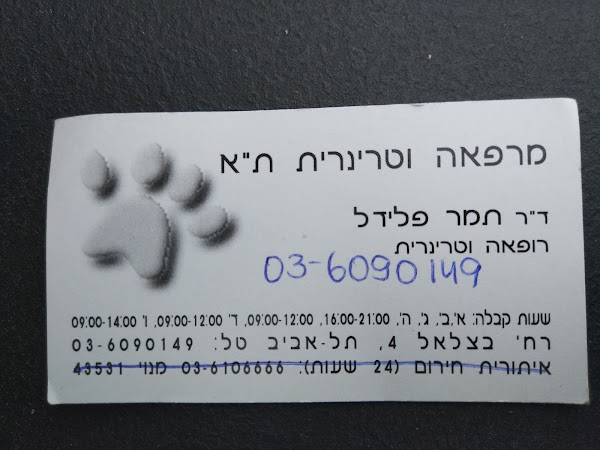 מרפאה וטרינרית ת"א
ד"ר תמר פלידל
רופאה וטרינרית
03-6090149
שעות קבלה: א',ב', ג', ה', 16:00-21:00, 09:00-12:00, ד' 09:00-12:00, ו' 09:00-14:00
רח' בצלאל 4, תל-אביב טל: 03-6090149
איתורית חירום (24 שעות): 03-6106666 מנוי 43531